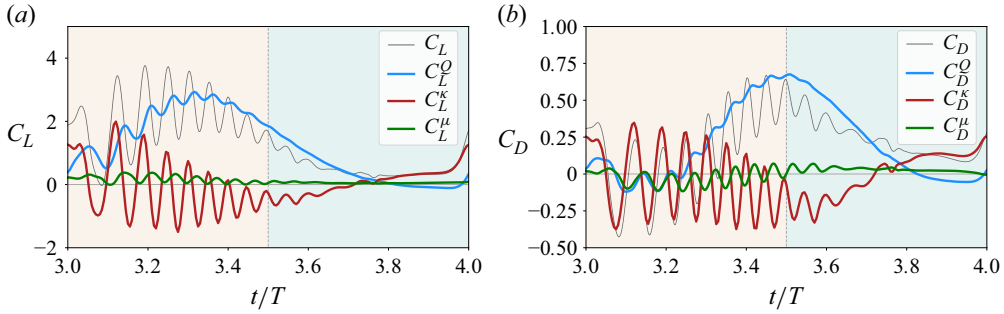 (a)
4
2
0
−2
C_L
C_L
C_L^Q
C_L^κ
C_L^μ
3.0 3.2 3.4 3.6 3.8 4.0
t/T
(b)
1.00
0.75
0.50
0.25
0
−0.25
−0.50
C_D
C_D
C_D^Q
C_D^κ
C_D^μ
3.0 3.2 3.4 3.6 3.8 4.0
t/T